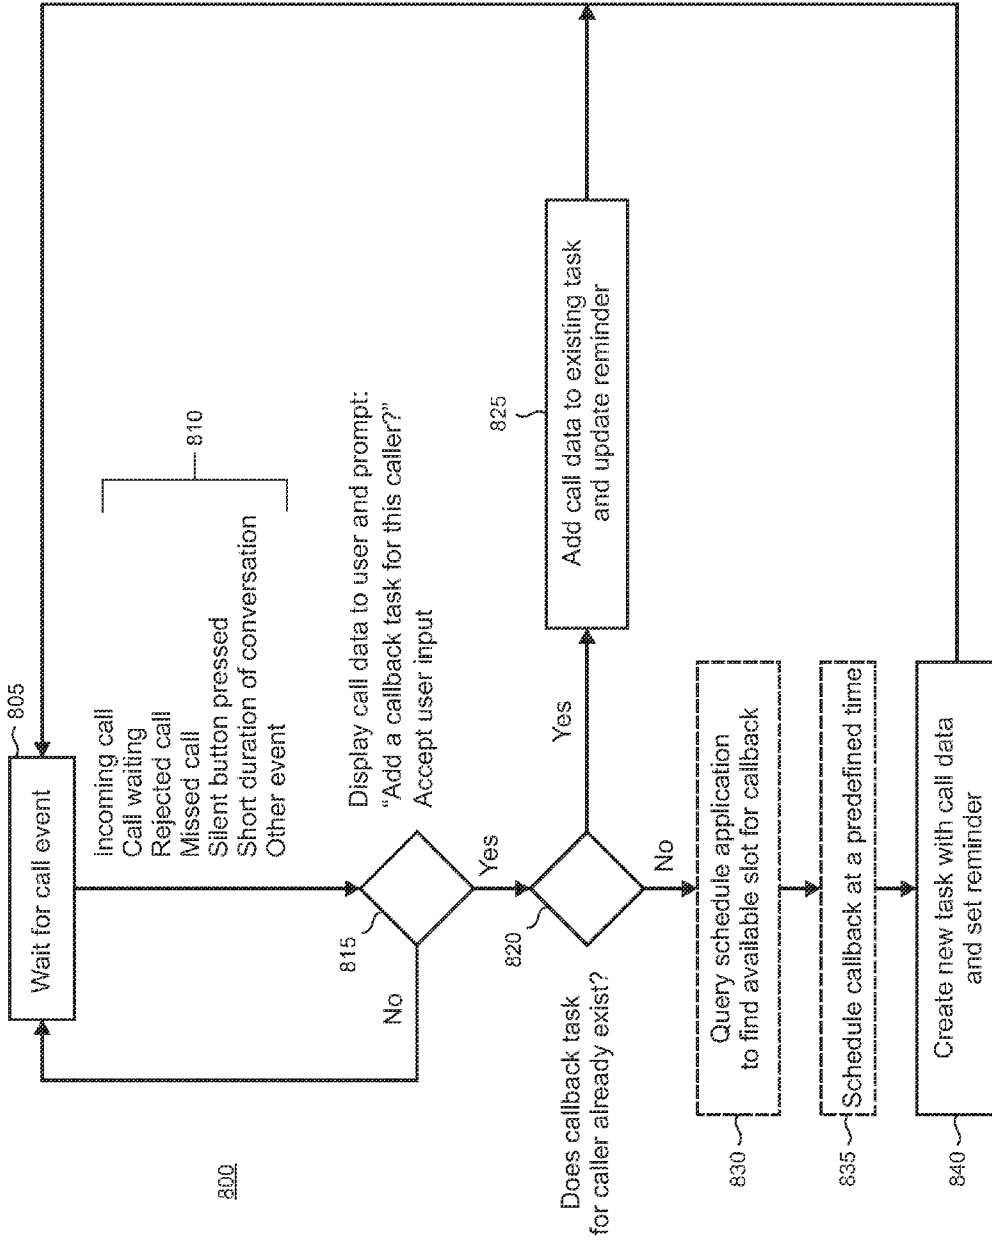 800
Wait for call event
805
Incoming call
Call waiting
Rejected call
Missed call
Silent button pressed
Short duration of conversation
Other event
810
Display call data to user and prompt:
“Add a callback task for this caller?”
Accept user input
815
No
Yes
Does callback task
for caller already exist?
820
Yes
No
825
Add call data to existing task
and update reminder
830
Query schedule application
to find available slot for callback
835
Schedule callback at a predefined time
840
Create new task with call data
and set reminder